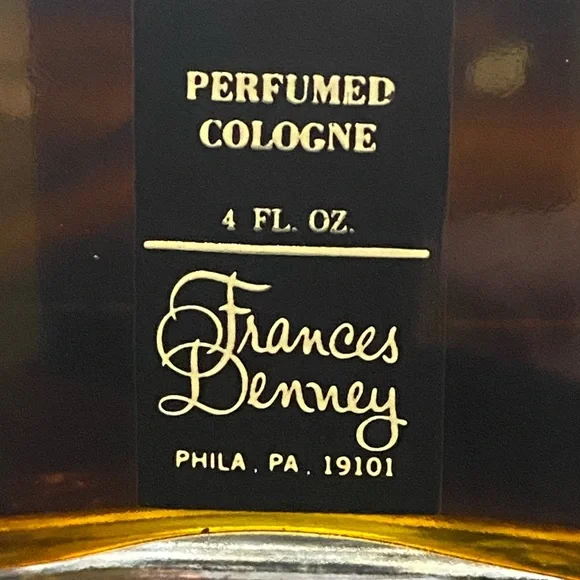 PERFUMED
COLOGNE
4 FL. OZ.
Frances
Denney
PHILA. PA. 19101